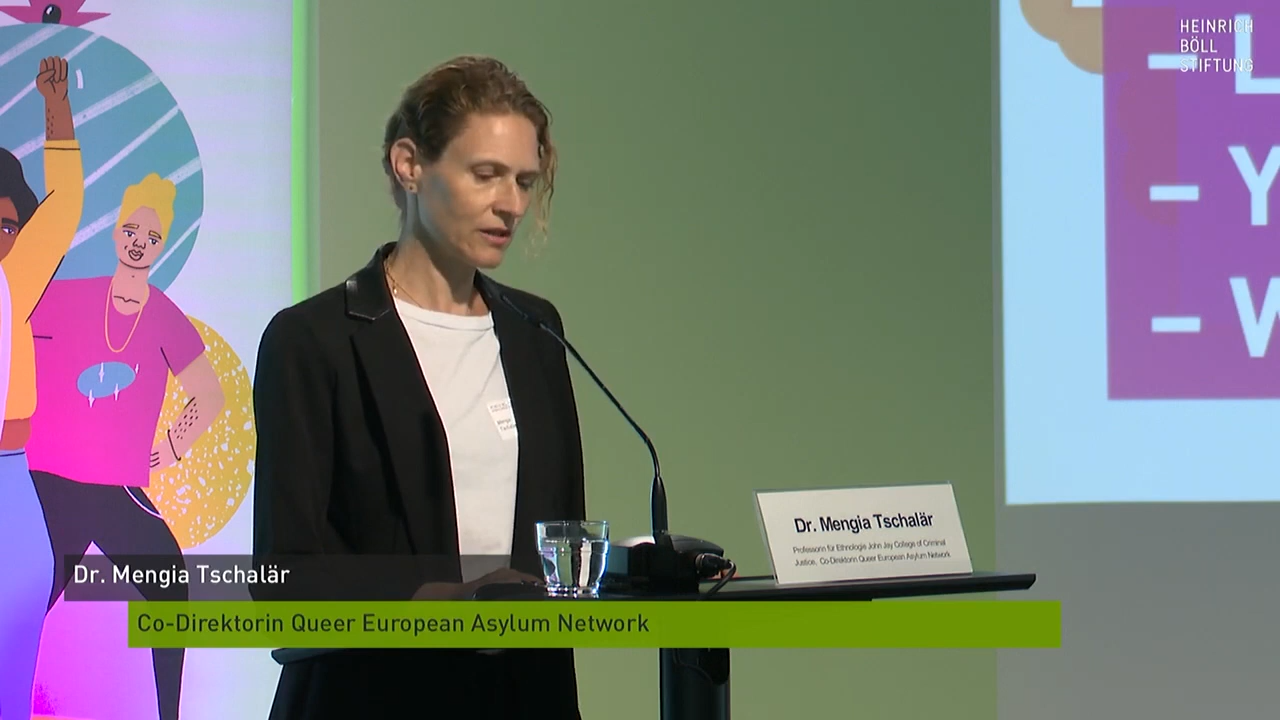 HEINRICH
BÖLL
STIFTUNG
– L
– Y
Dr. Mengia Tschalär
Professorin für Ethnologie John Jay College of Criminal
Justice, Co-Direktorin Queer European Asylum Network
Dr. Mengia Tschalär
Co-Direktorin Queer European Asylum Network